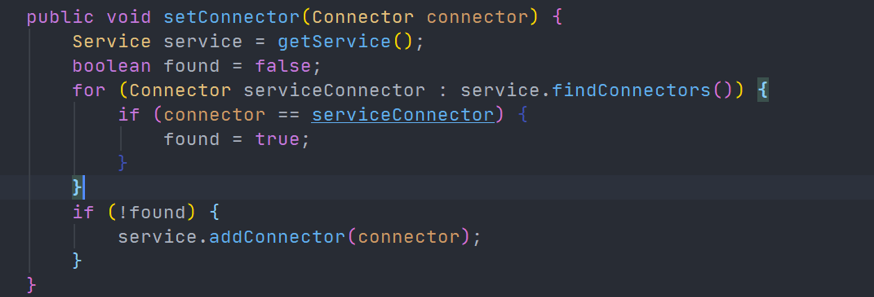 public void setConnector(Connector connector) {
    Service service = getService();
    boolean found = false;
    for (Connector serviceConnector : service.findConnectors()) {
        if (connector == serviceConnector) {
            found = true;
        }
    }
    if (!found) {
        service.addConnector(connector);
    }
}